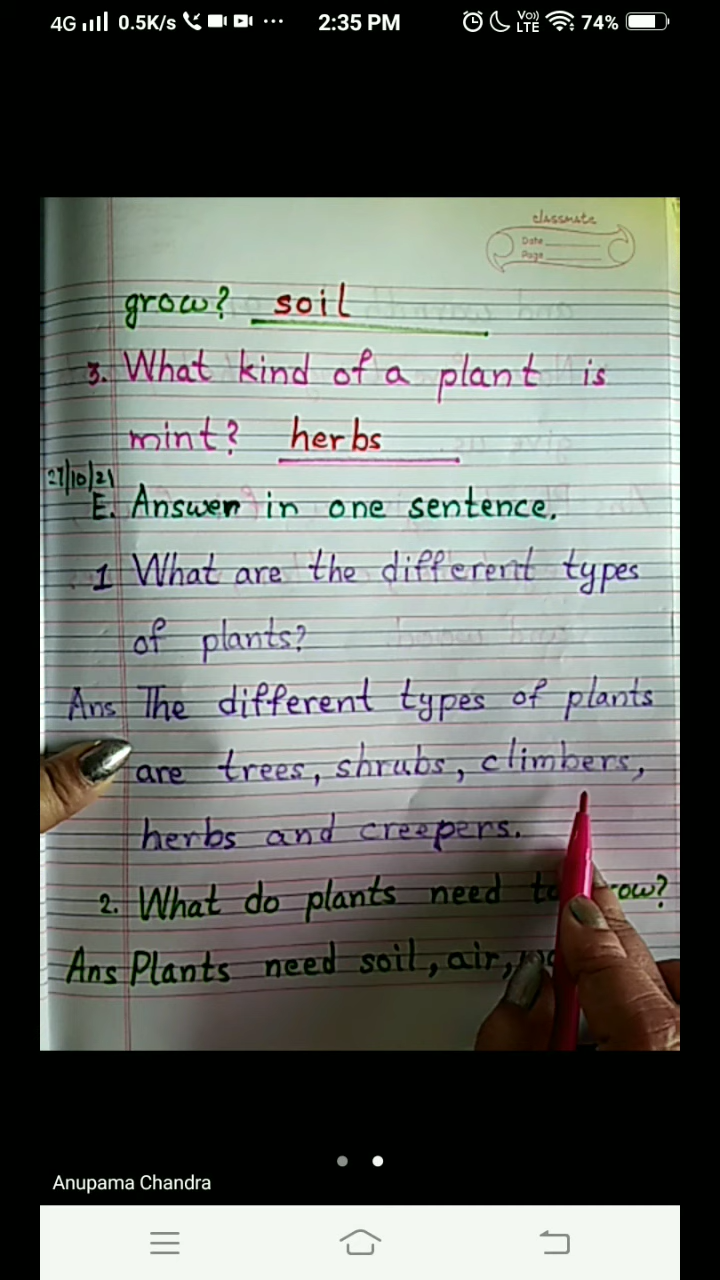 4G 0.5K/s ... 2:35 PM Vo) LTE 74%
classmate
Date
Page
grow? soil
3. What kind of a plant is
mint? herbs
27/10/21
E. Answer in one sentence.
1 What are the different types
of plants?
Ans The different types of plants
are trees, shrubs, climbers,
herbs and creepers.
2. What do plants need to row?
Ans Plants need soil, air,
Anupama Chandra